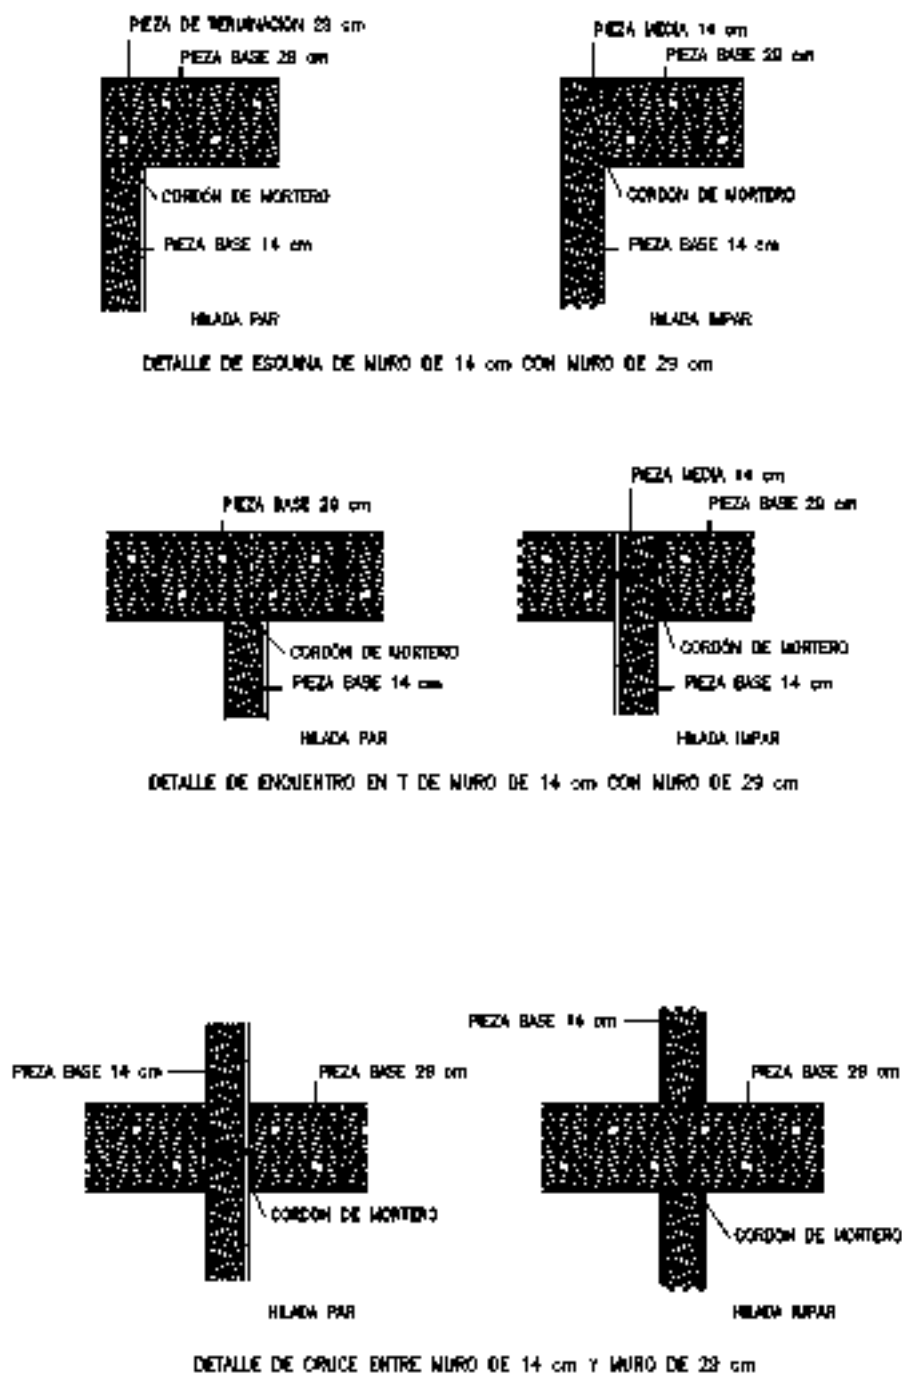 PIEZA DE TERMINACIÓN 29 cm
PIEZA BASE 29 cm
CORDÓN DE MORTERO
PIEZA BASE 14 cm
HILADA PAR
PIEZA MEDIA 14 cm
PIEZA BASE 29 cm
CORDÓN DE MORTERO
PIEZA BASE 14 cm
HILADA IMPAR
DETALLE DE ESQUINA DE MURO DE 14 cm CON MURO DE 29 cm
PIEZA BASE 29 cm
CORDÓN DE MORTERO
PIEZA BASE 14 cm
HILADA PAR
PIEZA MEDIA 14 cm
PIEZA BASE 29 cm
CORDÓN DE MORTERO
PIEZA BASE 14 cm
HILADA IMPAR
DETALLE DE ENCUENTRO EN T DE MURO DE 14 cm CON MURO DE 29 cm
PIEZA BASE 14 cm
PIEZA BASE 29 cm
CORDON DE MORTERO
HILADA PAR
PIEZA BASE 14 cm
PIEZA BASE 29 cm
CORDON DE MORTERO
HILADA IMPAR
DETALLE DE CRUCE ENTRE MURO DE 14 cm Y MURO DE 29 cm